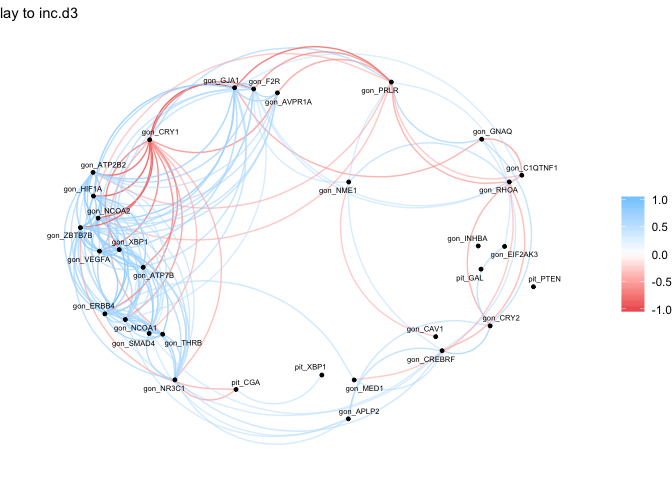 lay to inc.d3
gon_GJA1
gon_F2R
gon_AVPR1A
gon_PRLR
gon_CRY1
gon_GNAQ
gon_ATP2B2
gon_C1QTNF1
gon_HIF1A
gon_NME1
gon_RHOA
gon_NCOA2
gon_ZBTB7B
gon_XBP1
gon_INHBA
gon_VEGFA
gon_EIF2AK3
gon_ATP7B
pit_GAL
pit_PTEN
gon_ERBB4
gon_NCOA1
gon_CRY2
gon_SMAD4
gon_THRB
gon_CAV1
gon_CREBRF
pit_XBP1
gon_NR3C1
pit_CGA
gon_MED1
gon_APLP2
1.0
0.5
0.0
-0.5
-1.0